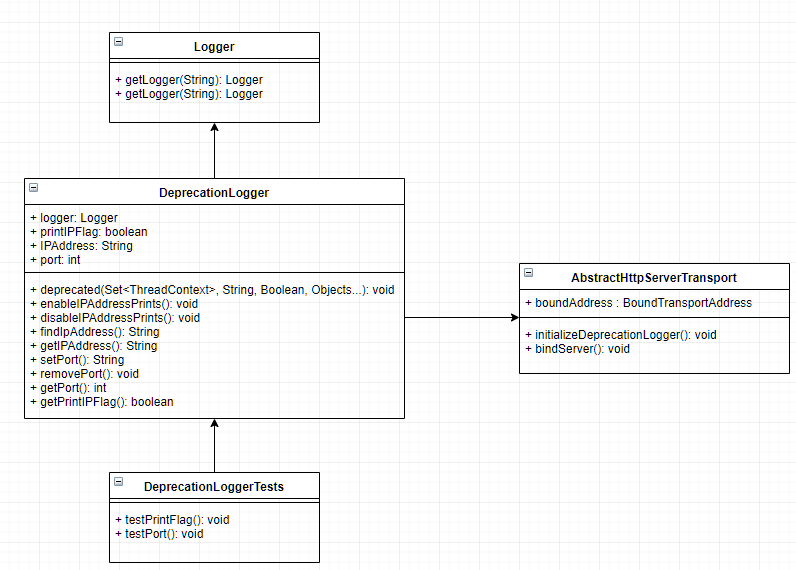 Logger
+ getLogger(String): Logger
+ getLogger(String): Logger
DeprecationLogger
+ logger: Logger
+ printIPFlag: boolean
+ IPAddress: String
+ port: int
+ deprecated(Set<ThreadContext>, String, Boolean, Objects...): void
+ enableIPAddressPrints(): void
+ disableIPAddressPrints(): void
+ findIpAddress(): String
+ getIPAddress(): String
+ setPort(): String
+ removePort(): void
+ getPort(): int
+ getPrintIPFlag(): boolean
AbstractHttpServerTransport
+ boundAddress : BoundTransportAddress
+ initializeDeprecationLogger(): void
+ bindServer(): void
DeprecationLoggerTests
+ testPrintFlag(): void
+ testPort(): void